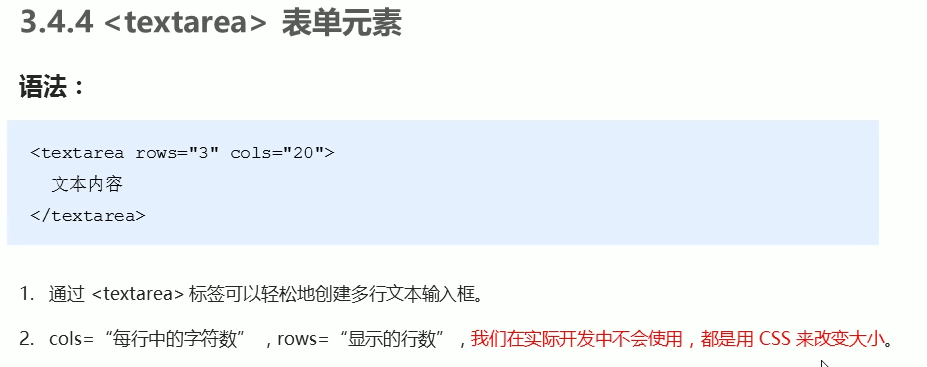 3.4.4 <textarea> 表单元素
语法：
<textarea rows="3" cols="20">
文本内容
</textarea>
1. 通过 <textarea> 标签可以轻松地创建多行文本输入框。
2. cols=“每行中的字符数” ，rows=“显示的行数”，我们在实际开发中不会使用，都是用 CSS 来改变大小。